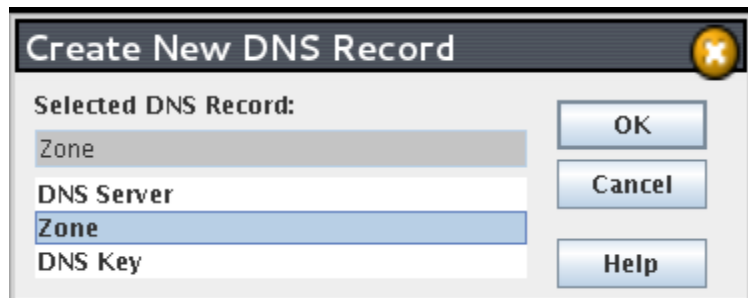 Create New DNS Record
Selected DNS Record:
Zone
DNS Server
Zone
DNS Key
OK
Cancel
Help